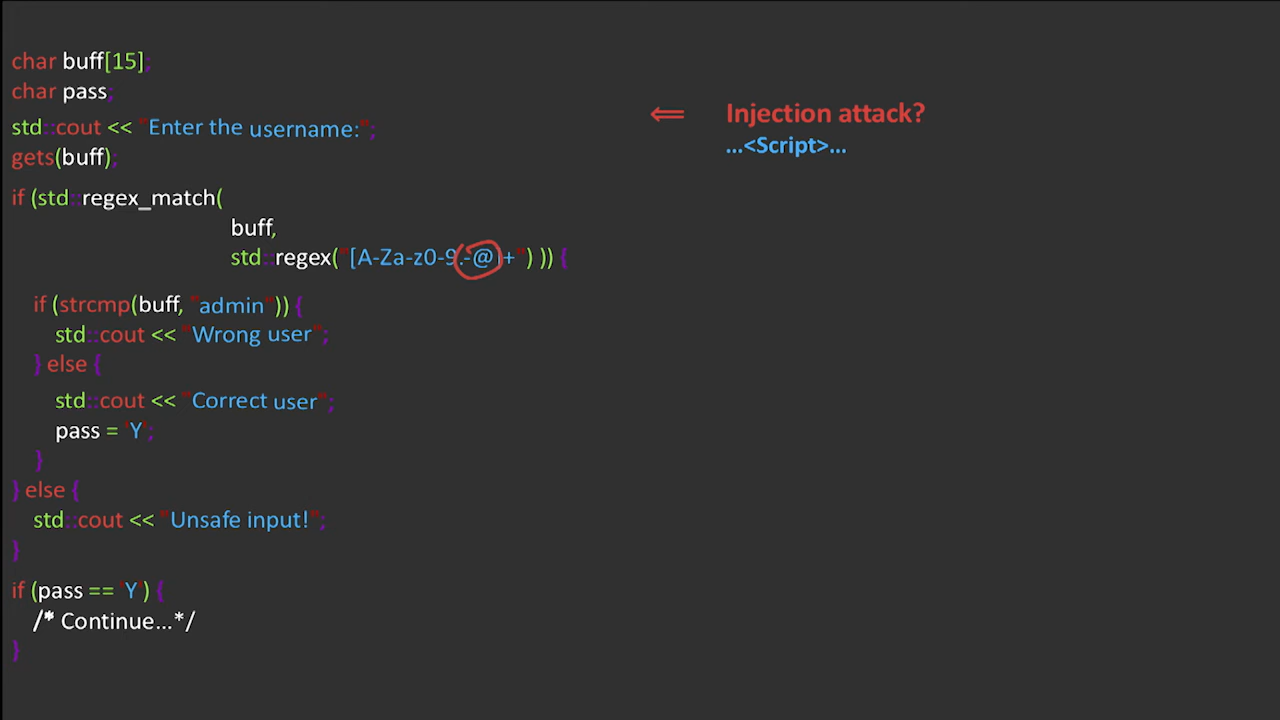 char buff[15];
char pass;
std::cout << "Enter the username:";
gets(buff);
if (std::regex_match(
buff,
std::regex("[A-Za-z0-9.-@]+") )) {
if (strcmp(buff, "admin")) {
std::cout << "Wrong user";
} else {
std::cout << "Correct user";
pass = 'Y';
}
} else {
std::cout << "Unsafe input!";
}
if (pass == 'Y') {
/* Continue...*/
}
⟸ Injection attack?
...<Script>...